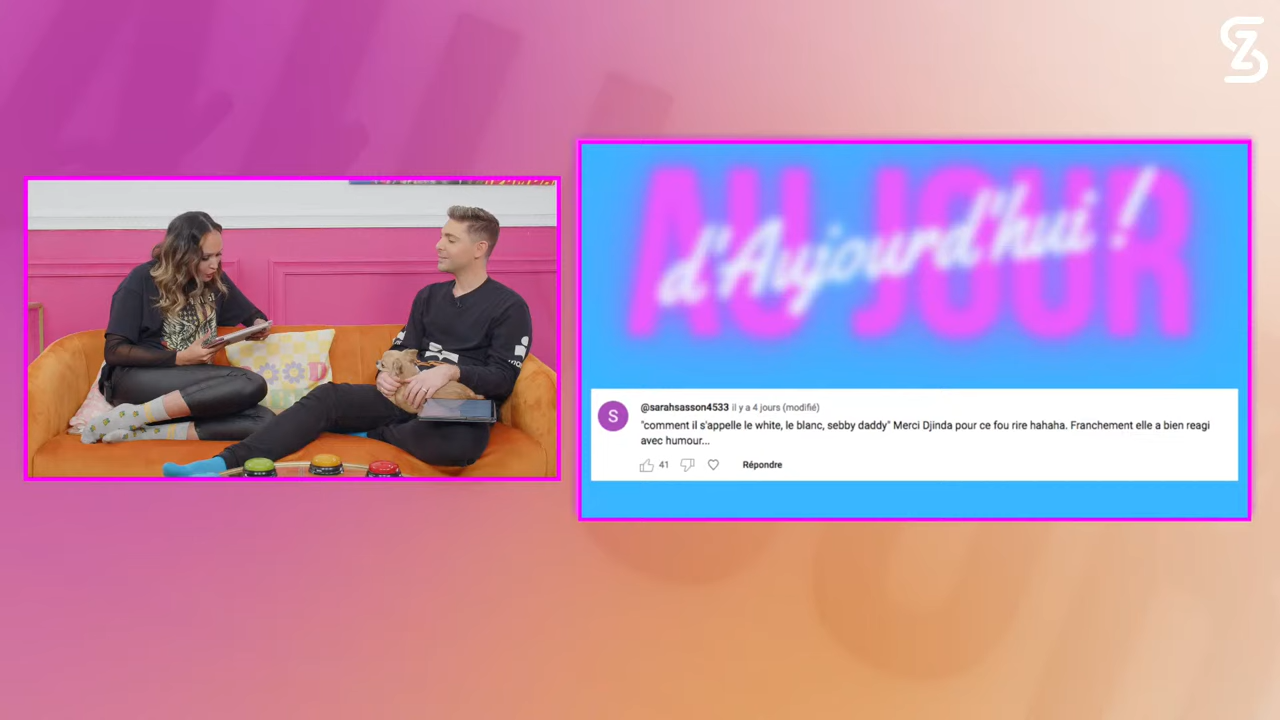 AU JOUR
d'Aujourd'hui !
S
@sarahsasson4533 il y a 4 jours (modifié)
"comment il s'appelle le white, le blanc, sebby daddy" Merci Djinda pour ce fou rire hahaha. Franchement elle a bien reagi
avec humour...
41
Répondre